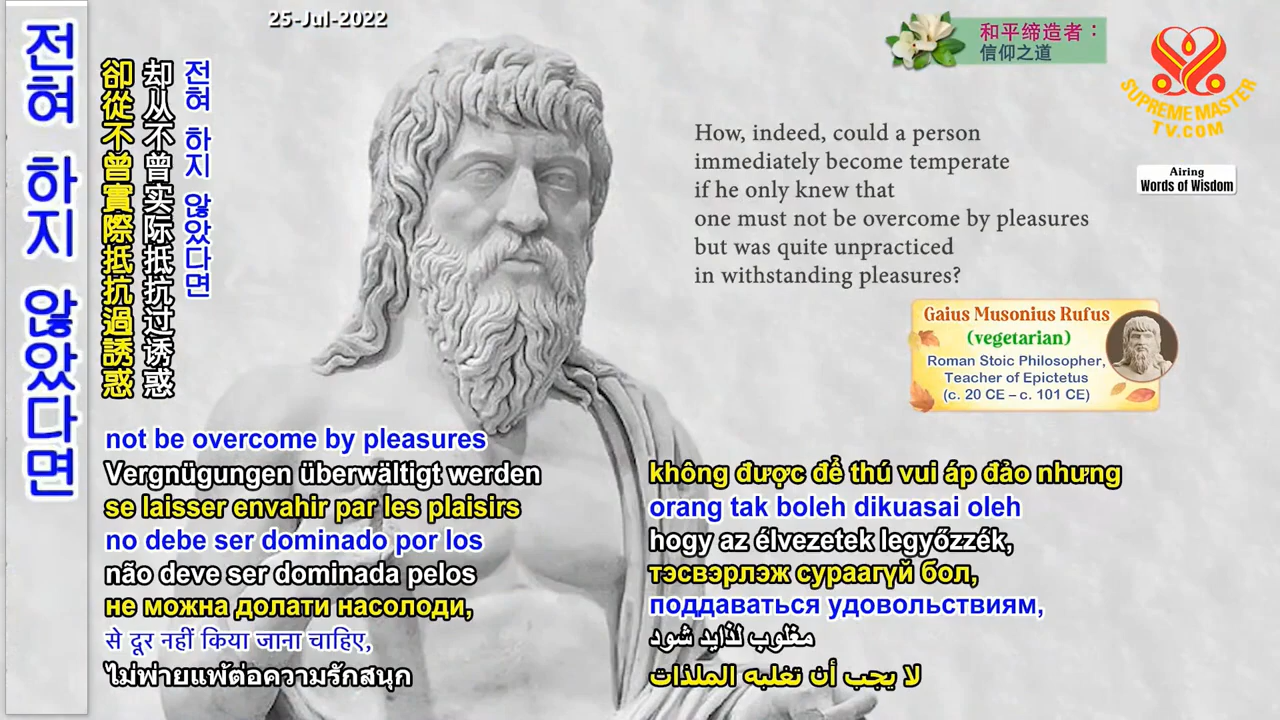 25-Jul-2022
전혀 하지 않았다면
卻從不曾實際抵抗過誘惑
却从不曾实际抵抗过诱惑
전혀 하지 않았다면
和平缔造者：
信仰之道
SUPREME MASTER
TV.COM
Airing
Words of Wisdom
How, indeed, could a person
immediately become temperate
if he only knew that
one must not be overcome by pleasures
but was quite unpracticed
in withstanding pleasures?
Gaius Musonius Rufus
(vegetarian)
Roman Stoic Philosopher,
Teacher of Epictetus
(c. 20 CE – c. 101 CE)
not be overcome by pleasures
Vergnügungen überwältigt werden
se laisser envahir par les plaisirs
no debe ser dominado por los
não deve ser dominada pelos
не можна долати насолоди,
से दूर नहीं किया जाना चाहिए,
ไม่พ่ายแพ้ต่อความรักสนุก
không được để thú vui áp đảo nhưng
orang tak boleh dikuasai oleh
hogy az élvezetek legyőzzék,
тэсвэрлэж сураагүй бол,
поддаваться удовольствиям,
مغلوب لذاید شود
لا يجب أن تغلبه الملذات